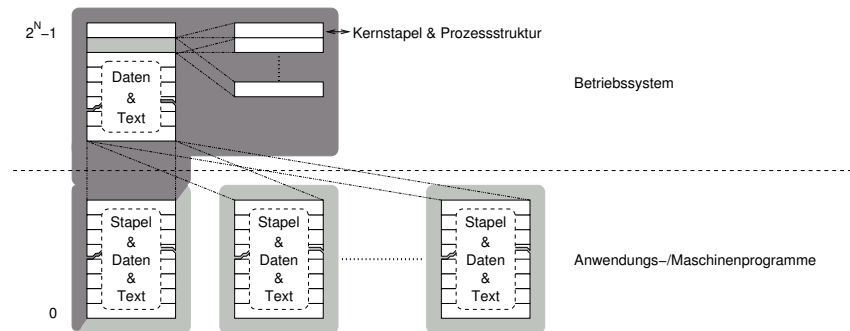 2^N−1
Kernstapel & Prozessstruktur
Daten
&
Text
Betriebssystem
Stapel
&
Daten
&
Text
Stapel
&
Daten
&
Text
Stapel
&
Daten
&
Text
Anwendungs−/Maschinenprogramme
0